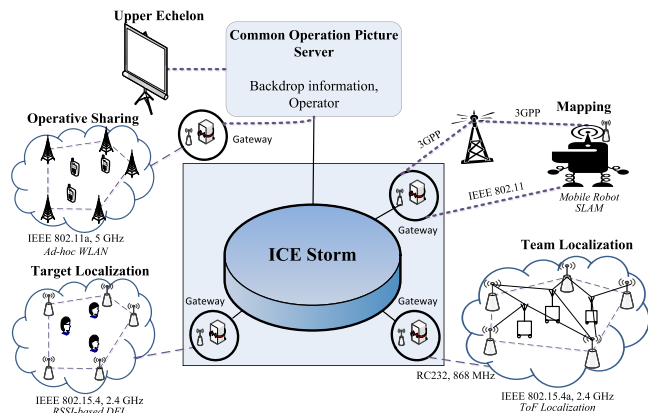 Upper Echelon
Common Operation Picture
Server
Backdrop information,
Operator
Operative Sharing
Gateway
IEEE 802.11a, 5 GHz
Ad-hoc WLAN
3GPP
3GPP
Mapping
IEEE 802.11
Mobile Robot
SLAM
Gateway
ICE Storm
Target Localization
Gateway
IEEE 802.15.4, 2.4 GHz
RSSI-based DFL
Gateway
Team Localization
RC232, 868 MHz
IEEE 802.15.4a, 2.4 GHz
ToF Localization